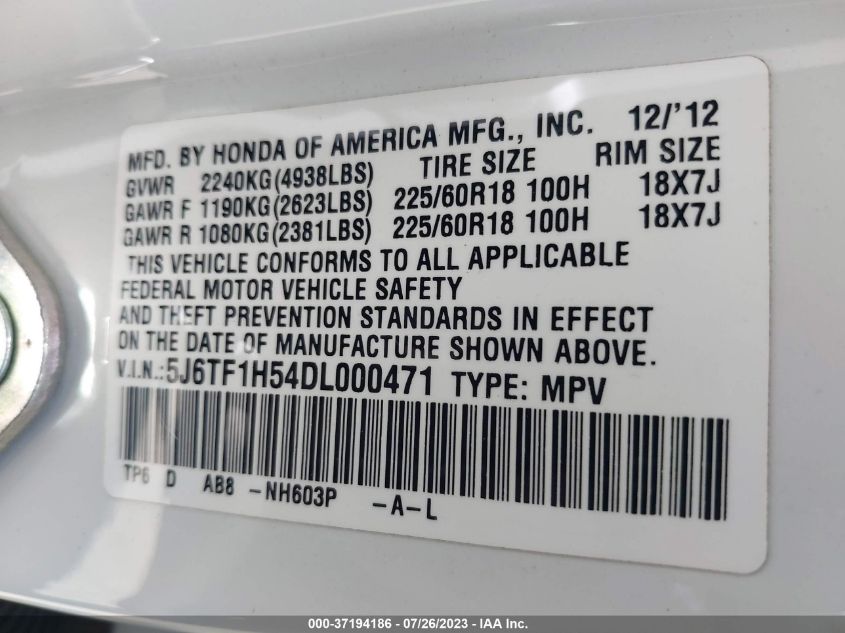 MFD. BY HONDA OF AMERICA MFG., INC. 12/'12
GVWR 2240KG(4938LBS) TIRE SIZE RIM SIZE
GAWR F 1190KG(2623LBS) 225/60R18 100H 18X7J
GAWR R 1080KG(2381LBS) 225/60R18 100H 18X7J
THIS VEHICLE CONFORMS TO ALL APPLICABLE
FEDERAL MOTOR VEHICLE SAFETY
AND THEFT PREVENTION STANDARDS IN EFFECT
ON THE DATE OF MANUFACTURE SHOWN ABOVE.
V.I.N.:5J6TF1H54DL000471 TYPE: MPV
TP6 D AB8 -NH603P -A-L
000-37194186 - 07/26/2023 - IAA Inc.